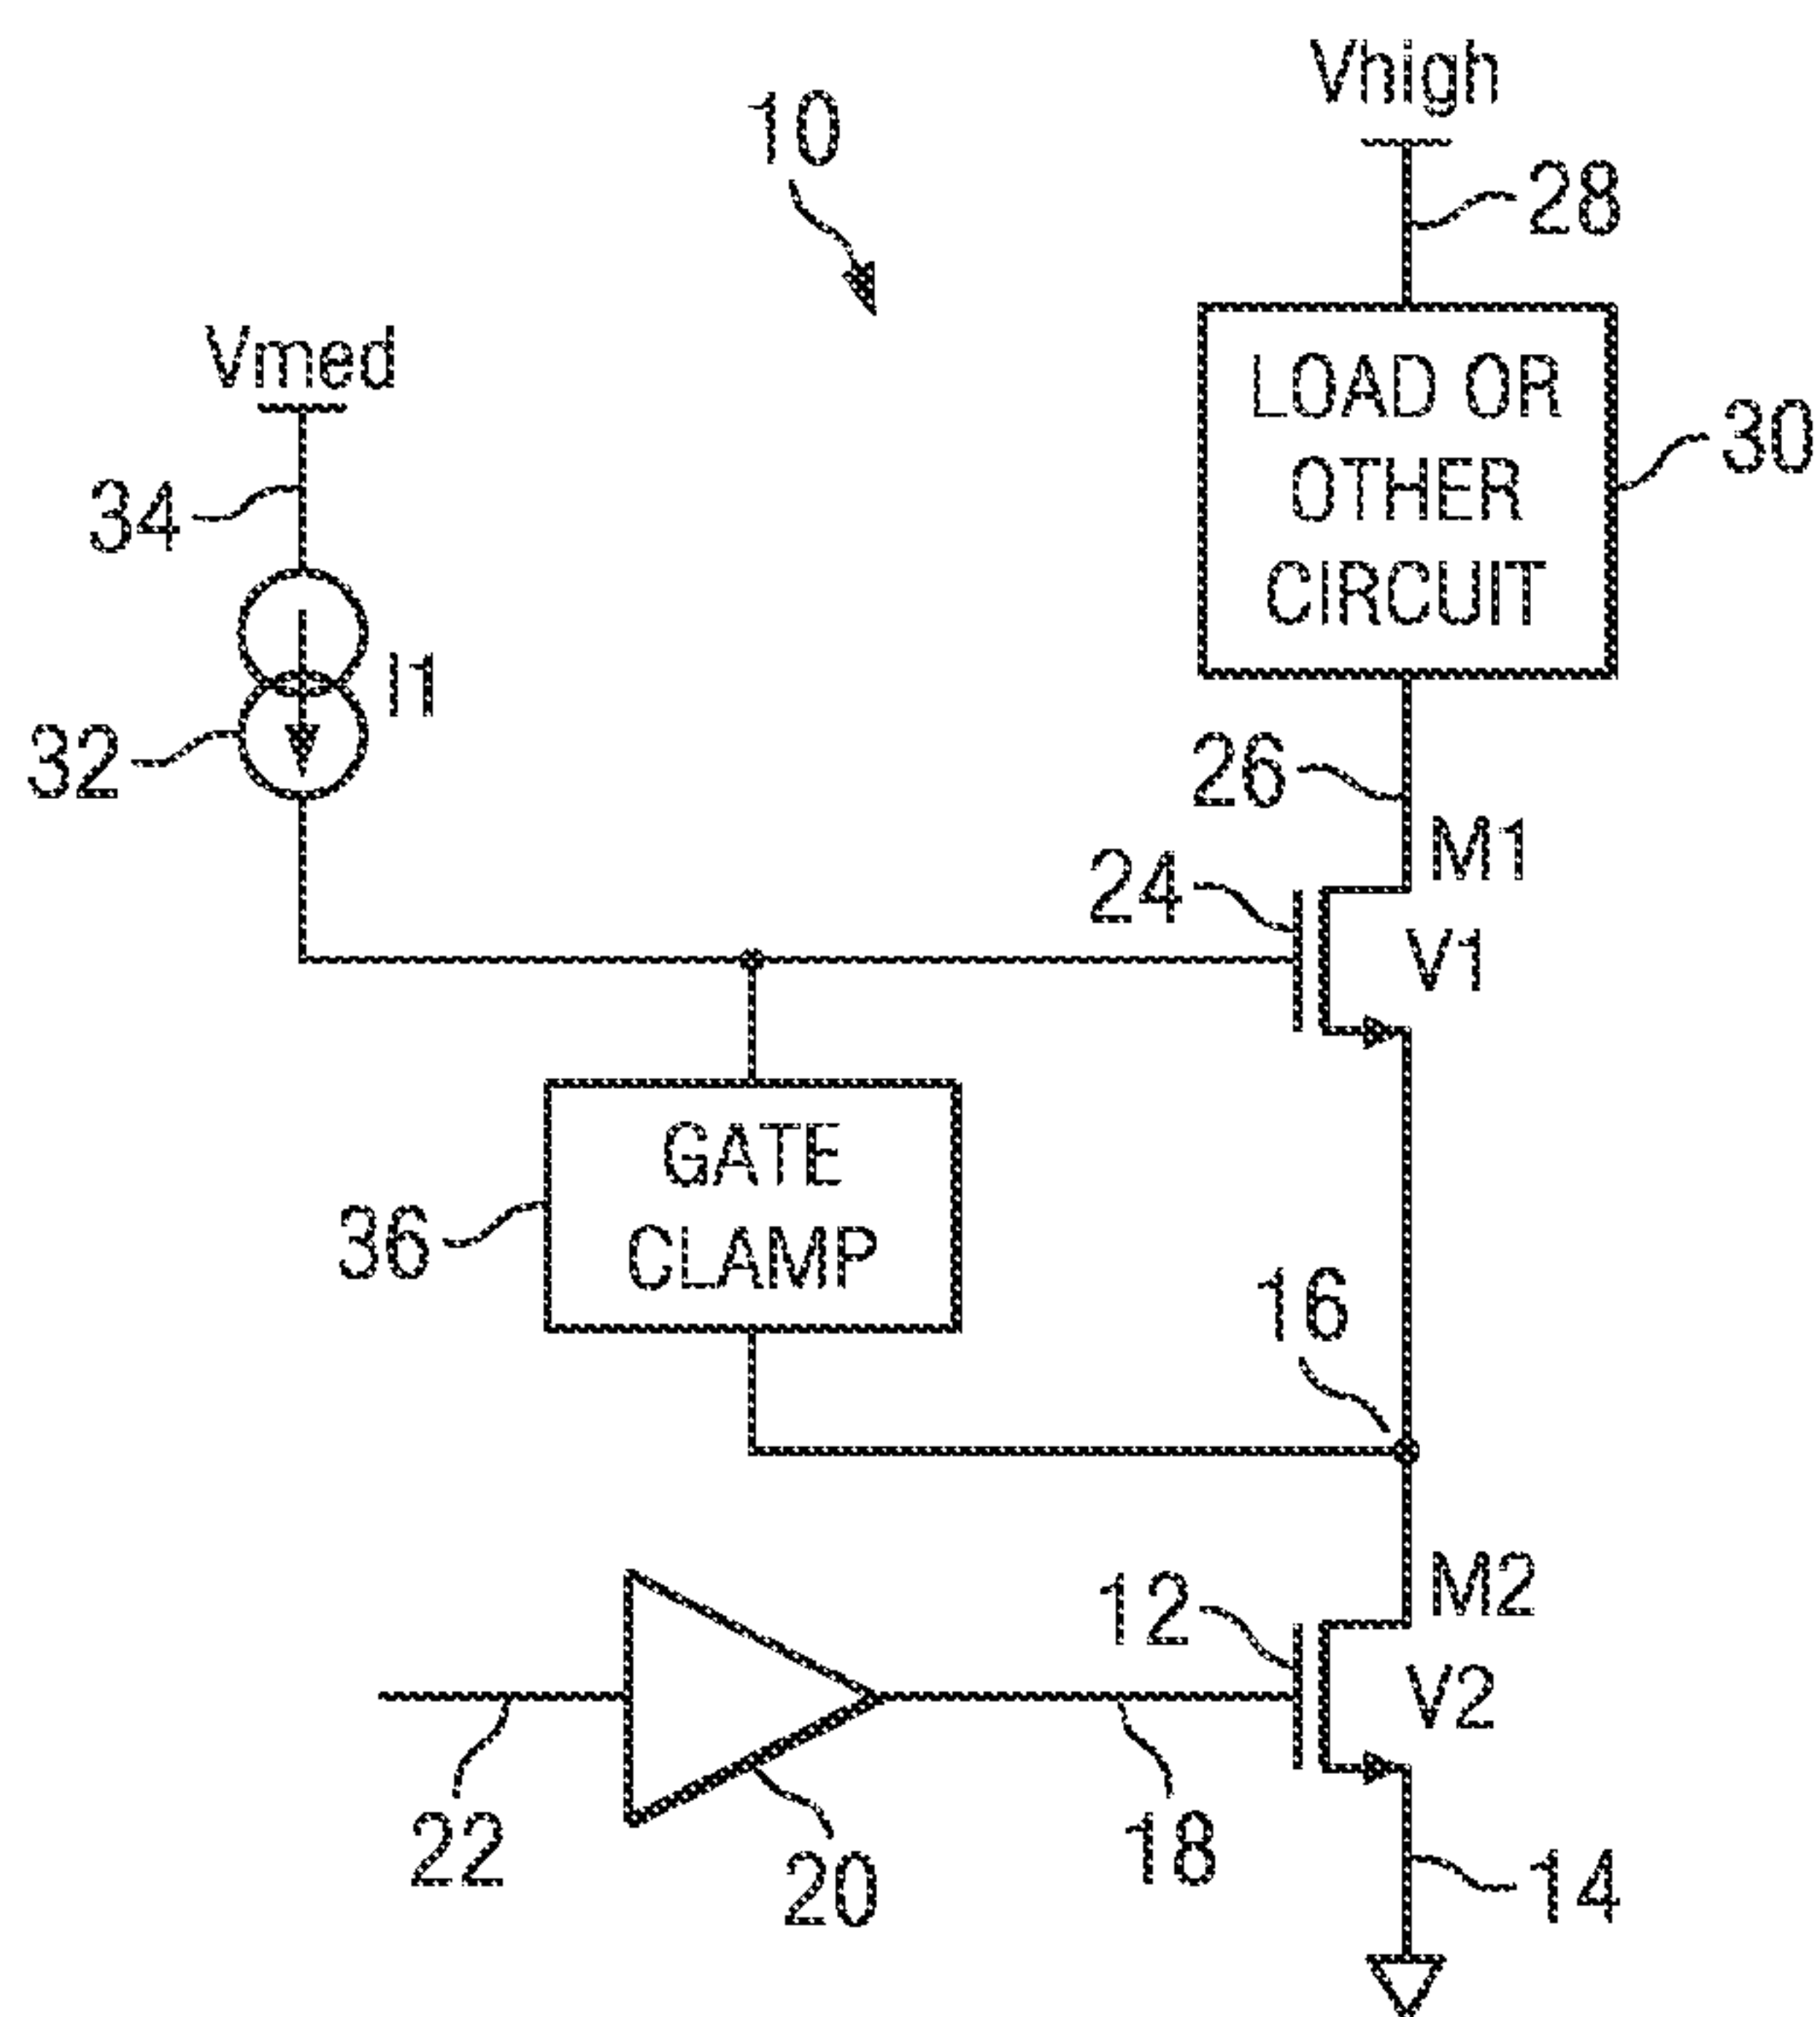 Vhigh
10
28
Vmed
LOAD OR
OTHER
CIRCUIT
30
34
I1
32
26
M1
24
V1
GATE
CLAMP
36
16
M2
12
V2
22
20
18
14